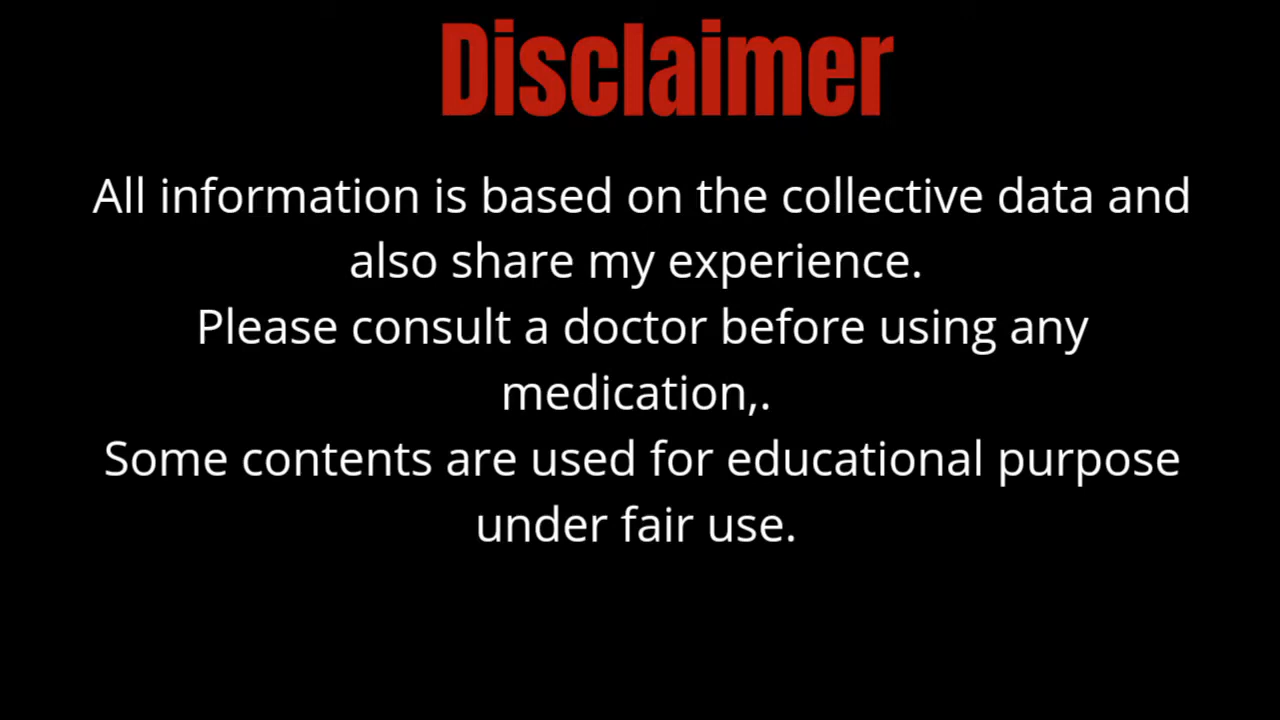 Disclaimer
All information is based on the collective data and
also share my experience.
Please consult a doctor before using any
medication,.
Some contents are used for educational purpose
under fair use.